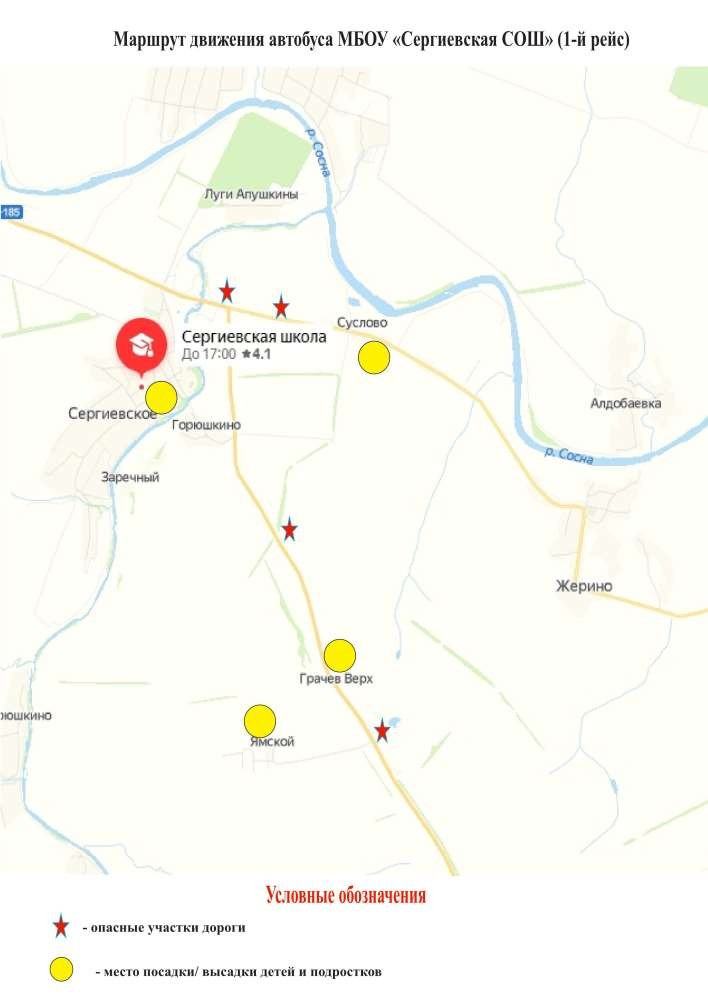 Маршрут движения автобуса МБОУ «Сергиевская СОШ» (1-й рейс)
р. Сосна
Луги Апушкины
185
Суслово
Сергиевская школа
До 17:00 ★4.1
Алдобаевка
Сергиевское
Горюшкино
р. Сосна
Заречный
Жерино
Грачев Верх
рюшкино
Ямской
Условные обозначения
- опасные участки дороги
- место посадки/ высадки детей и подростков